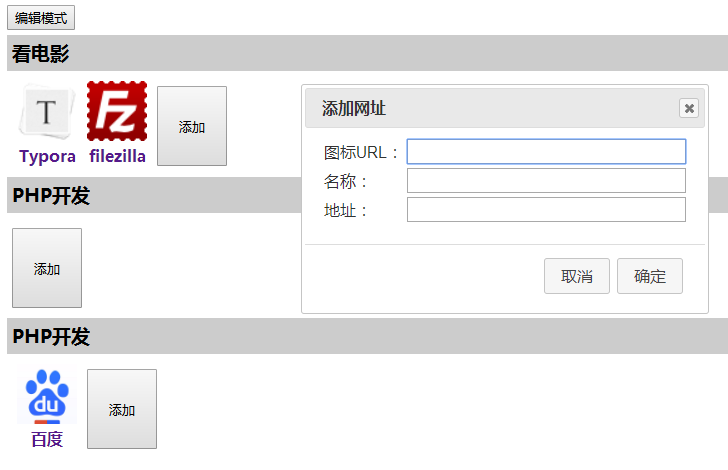 编辑模式
看电影
T
Fz
Typora
filezilla
添加
添加网址
图标URL：
名称：
地址：
取消
确定
PHP开发
添加
PHP开发
du
百度
添加